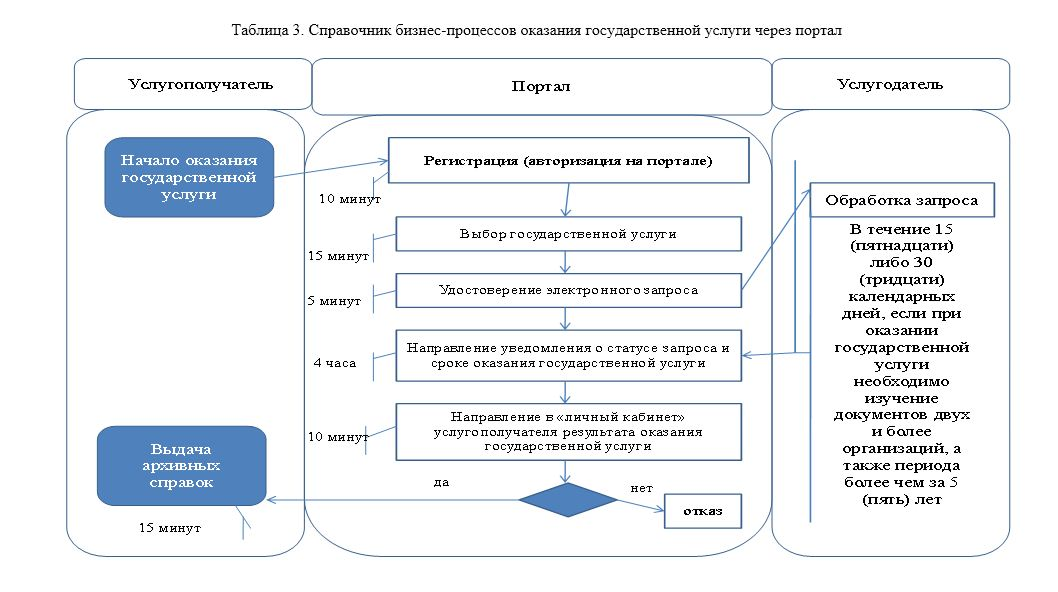 Таблица 3. Справочник бизнес-процессов оказания государственной услуги через портал
Услугополучатель
Портал
Услугодатель
Начало оказания
государственной
услуги
Регистрация (авторизация на портале)
10 минут
Выбор государственной услуги
15 минут
Удостоверение электронного запроса
5 минут
Направление уведомления о статусе запроса и
сроке оказания государственной услуги
4 часа
Направление в «личный кабинет»
услугополучателя результата оказания
государственной услуги
10 минут
да
нет
отказ
Выдача
архивных
справок
15 минут
Обработка запроса
В течение 15
(пятнадцати)
либо 30
(тридцати)
календарных
дней, если при
оказании
государственной
услуги
необходимо
изучение
документов двух
и более
организаций, а
также периода
более чем за 5
(пять) лет